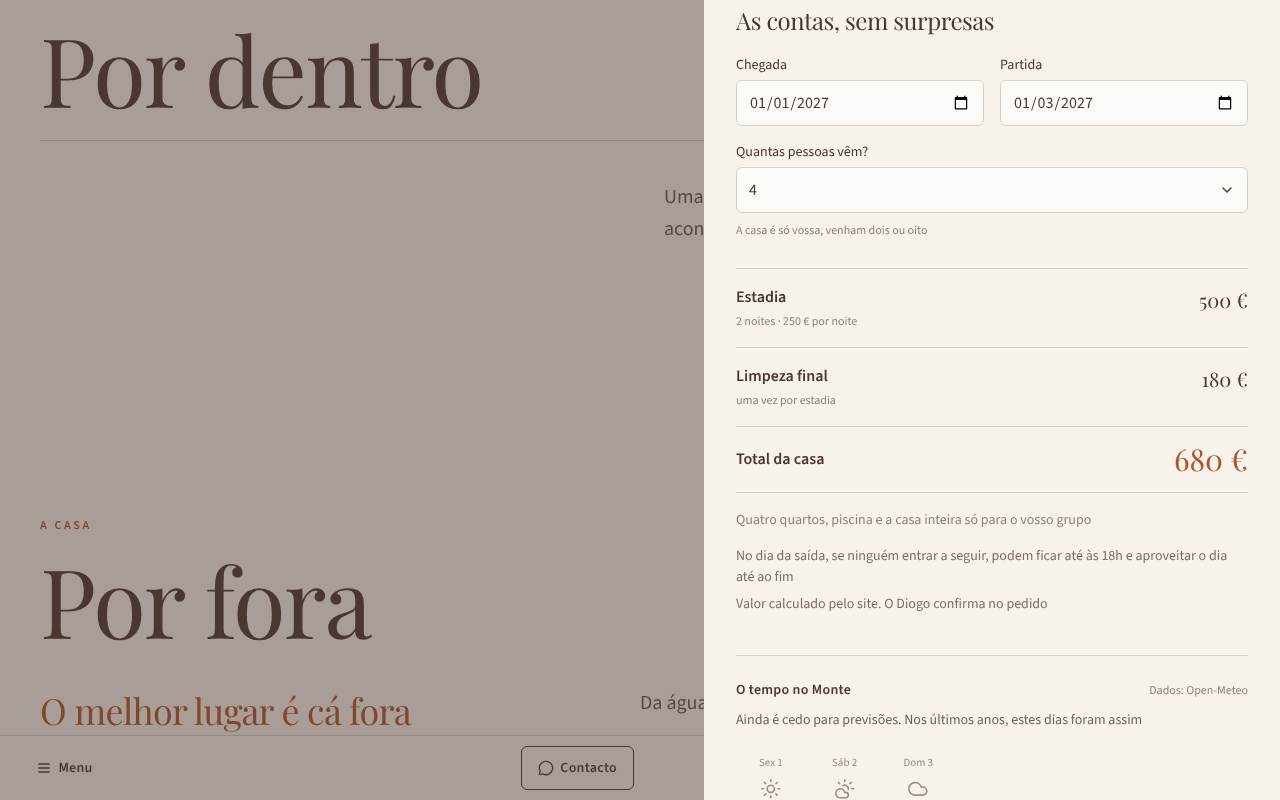 Por dentro
Uma
acon
A CASA
Por fora
O melhor lugar é cá fora
Da água
Menu
Contacto
As contas, sem surpresas
Chegada
Partida
01/01/2027
01/03/2027
Quantas pessoas vêm?
4
A casa é só vossa, venham dois ou oito
Estadia
500 €
2 noites · 250 € por noite
Limpeza final
180 €
uma vez por estadia
Total da casa
680 €
Quatro quartos, piscina e a casa inteira só para o vosso grupo
No dia da saída, se ninguém entrar a seguir, podem ficar até às 18h e aproveitar o dia
até ao fim
Valor calculado pelo site. O Diogo confirma no pedido
O tempo no Monte
Dados: Open-Meteo
Ainda é cedo para previsões. Nos últimos anos, estes dias foram assim
Sex 1
Sáb 2
Dom 3